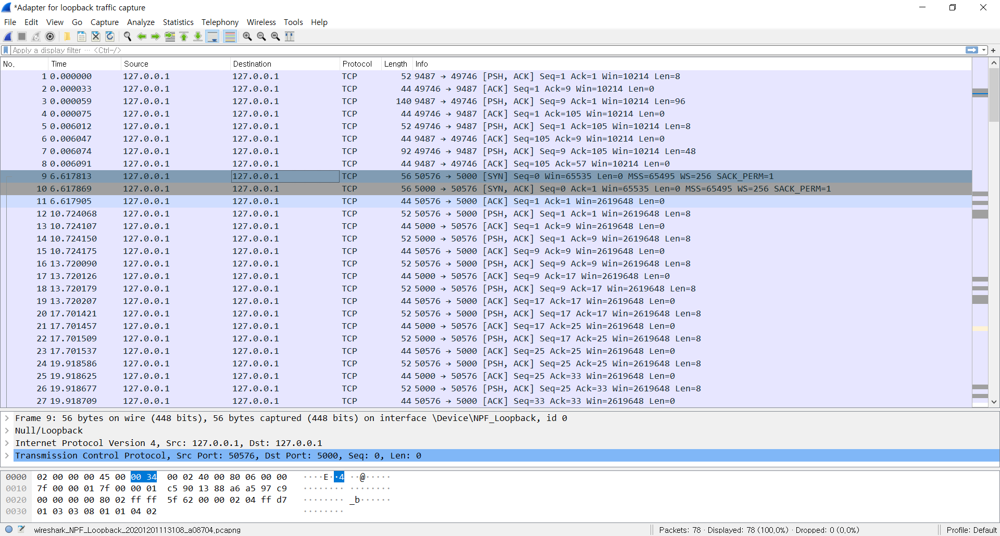 *Adapter for loopback traffic capture
File Edit View Go Capture Analyze Statistics Telephony Wireless Tools Help
Apply a display filter ··· <Ctrl-/>
No. Time Source Destination Protocol Length Info
1 0.000000 127.0.0.1 127.0.0.1 TCP 52 9487 → 49746 [PSH, ACK] Seq=1 Ack=1 Win=10214 Len=8
2 0.000033 127.0.0.1 127.0.0.1 TCP 44 49746 → 9487 [ACK] Seq=1 Ack=9 Win=10214 Len=0
3 0.000059 127.0.0.1 127.0.0.1 TCP 140 9487 → 49746 [PSH, ACK] Seq=9 Ack=1 Win=10214 Len=96
4 0.000075 127.0.0.1 127.0.0.1 TCP 44 49746 → 9487 [ACK] Seq=1 Ack=105 Win=10214 Len=0
5 0.006012 127.0.0.1 127.0.0.1 TCP 52 49746 → 9487 [PSH, ACK] Seq=1 Ack=105 Win=10214 Len=8
6 0.006047 127.0.0.1 127.0.0.1 TCP 44 9487 → 49746 [ACK] Seq=105 Ack=9 Win=10214 Len=0
7 0.006074 127.0.0.1 127.0.0.1 TCP 92 49746 → 9487 [PSH, ACK] Seq=9 Ack=105 Win=10214 Len=48
8 0.006091 127.0.0.1 127.0.0.1 TCP 44 9487 → 49746 [ACK] Seq=105 Ack=57 Win=10214 Len=0
9 6.617813 127.0.0.1 127.0.0.1 TCP 56 50576 → 5000 [SYN] Seq=0 Win=65535 Len=0 MSS=65495 WS=256 SACK_PERM=1
10 6.617869 127.0.0.1 127.0.0.1 TCP 56 5000 → 50576 [SYN, ACK] Seq=0 Ack=1 Win=65535 Len=0 MSS=65495 WS=256 SACK_PERM=1
11 6.617905 127.0.0.1 127.0.0.1 TCP 44 50576 → 5000 [ACK] Seq=1 Ack=1 Win=2619648 Len=0
12 10.724068 127.0.0.1 127.0.0.1 TCP 52 50576 → 5000 [PSH, ACK] Seq=1 Ack=1 Win=2619648 Len=8
13 10.724107 127.0.0.1 127.0.0.1 TCP 44 5000 → 50576 [ACK] Seq=1 Ack=9 Win=2619648 Len=0
14 10.724150 127.0.0.1 127.0.0.1 TCP 52 5000 → 50576 [PSH, ACK] Seq=1 Ack=9 Win=2619648 Len=8
15 10.724175 127.0.0.1 127.0.0.1 TCP 44 50576 → 5000 [ACK] Seq=9 Ack=9 Win=2619648 Len=0
16 13.720090 127.0.0.1 127.0.0.1 TCP 52 50576 → 5000 [PSH, ACK] Seq=9 Ack=9 Win=2619648 Len=8
17 13.720126 127.0.0.1 127.0.0.1 TCP 44 5000 → 50576 [ACK] Seq=9 Ack=17 Win=2619648 Len=0
18 13.720179 127.0.0.1 127.0.0.1 TCP 52 5000 → 50576 [PSH, ACK] Seq=9 Ack=17 Win=2619648 Len=8
19 13.720207 127.0.0.1 127.0.0.1 TCP 44 50576 → 5000 [ACK] Seq=17 Ack=17 Win=2619648 Len=0
20 17.701421 127.0.0.1 127.0.0.1 TCP 52 50576 → 5000 [PSH, ACK] Seq=17 Ack=17 Win=2619648 Len=8
21 17.701457 127.0.0.1 127.0.0.1 TCP 44 5000 → 50576 [ACK] Seq=17 Ack=25 Win=2619648 Len=0
22 17.701509 127.0.0.1 127.0.0.1 TCP 52 5000 → 50576 [PSH, ACK] Seq=17 Ack=25 Win=2619648 Len=8
23 17.701537 127.0.0.1 127.0.0.1 TCP 44 50576 → 5000 [ACK] Seq=25 Ack=25 Win=2619648 Len=0
24 19.918586 127.0.0.1 127.0.0.1 TCP 52 50576 → 5000 [PSH, ACK] Seq=25 Ack=25 Win=2619648 Len=8
25 19.918625 127.0.0.1 127.0.0.1 TCP 44 5000 → 50576 [ACK] Seq=25 Ack=33 Win=2619648 Len=0
26 19.918677 127.0.0.1 127.0.0.1 TCP 52 5000 → 50576 [PSH, ACK] Seq=25 Ack=33 Win=2619648 Len=8
27 19.918709 127.0.0.1 127.0.0.1 TCP 44 50576 → 5000 [ACK] Seq=33 Ack=33 Win=2619648 Len=0
Frame 9: 56 bytes on wire (448 bits), 56 bytes captured (448 bits) on interface \Device\NPF_Loopback, id 0
Null/Loopback
Internet Protocol Version 4, Src: 127.0.0.1, Dst: 127.0.0.1
Transmission Control Protocol, Src Port: 50576, Dst Port: 5000, Seq: 0, Len: 0
0000 02 00 00 00 45 00 00 34 00 02 40 00 80 06 00 00 ····E··4 ··@·····
0010 7f 00 00 01 7f 00 00 01 c5 90 13 88 a6 a5 97 c9 ········ ········
0020 00 00 00 00 80 02 ff ff 5f 62 00 00 02 04 ff d7 ········ _b······
0030 01 03 03 08 01 01 04 02 ········
wireshark_NPF_Loopback_20201201113108_a08704.pcapng Packets: 78 · Displayed: 78 (100.0%) · Dropped: 0 (0.0%) Profile: Default